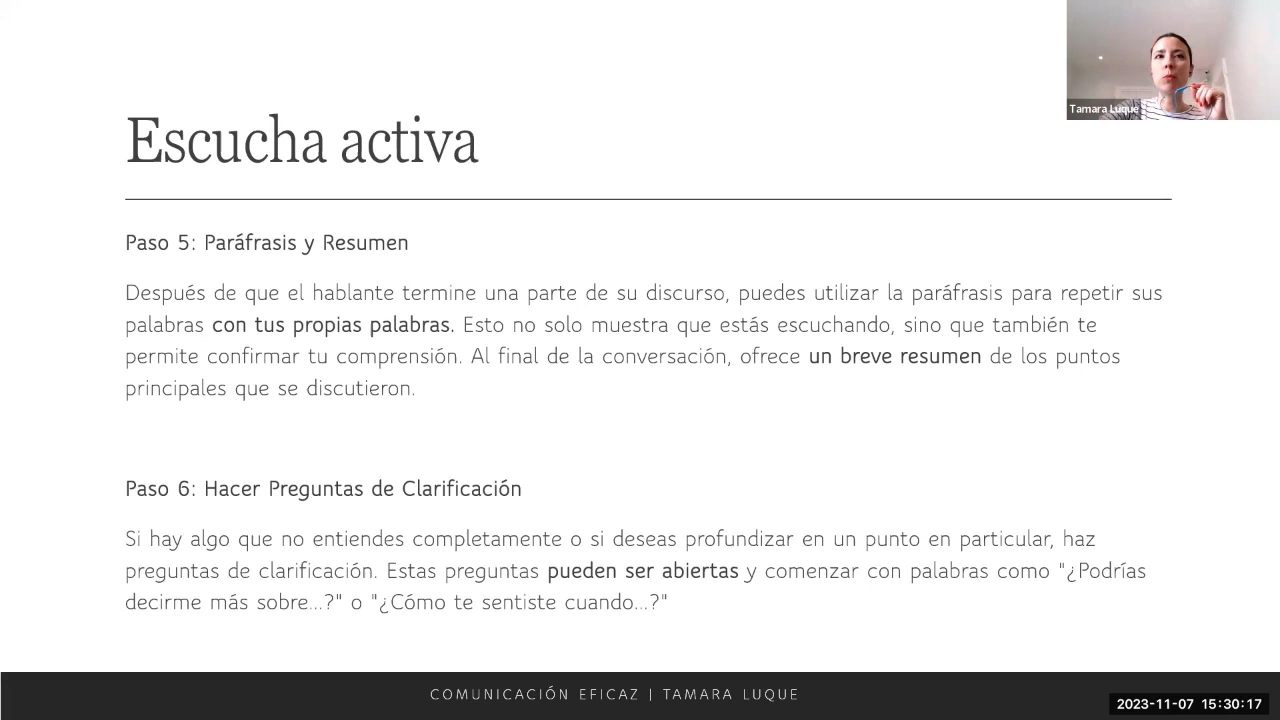 Tamara Luque
Escucha activa
Paso 5: Paráfrasis y Resumen
Después de que el hablante termine una parte de su discurso, puedes utilizar la paráfrasis para repetir sus
palabras con tus propias palabras. Esto no solo muestra que estás escuchando, sino que también te
permite confirmar tu comprensión. Al final de la conversación, ofrece un breve resumen de los puntos
principales que se discutieron.
Paso 6: Hacer Preguntas de Clarificación
Si hay algo que no entiendes completamente o si deseas profundizar en un punto en particular, haz
preguntas de clarificación. Estas preguntas pueden ser abiertas y comenzar con palabras como "¿Podrías
decirme más sobre...?" o "¿Cómo te sentiste cuando...?"
COMUNICACIÓN EFICAZ | TAMARA LUQUE
2023-11-07 15:30:17